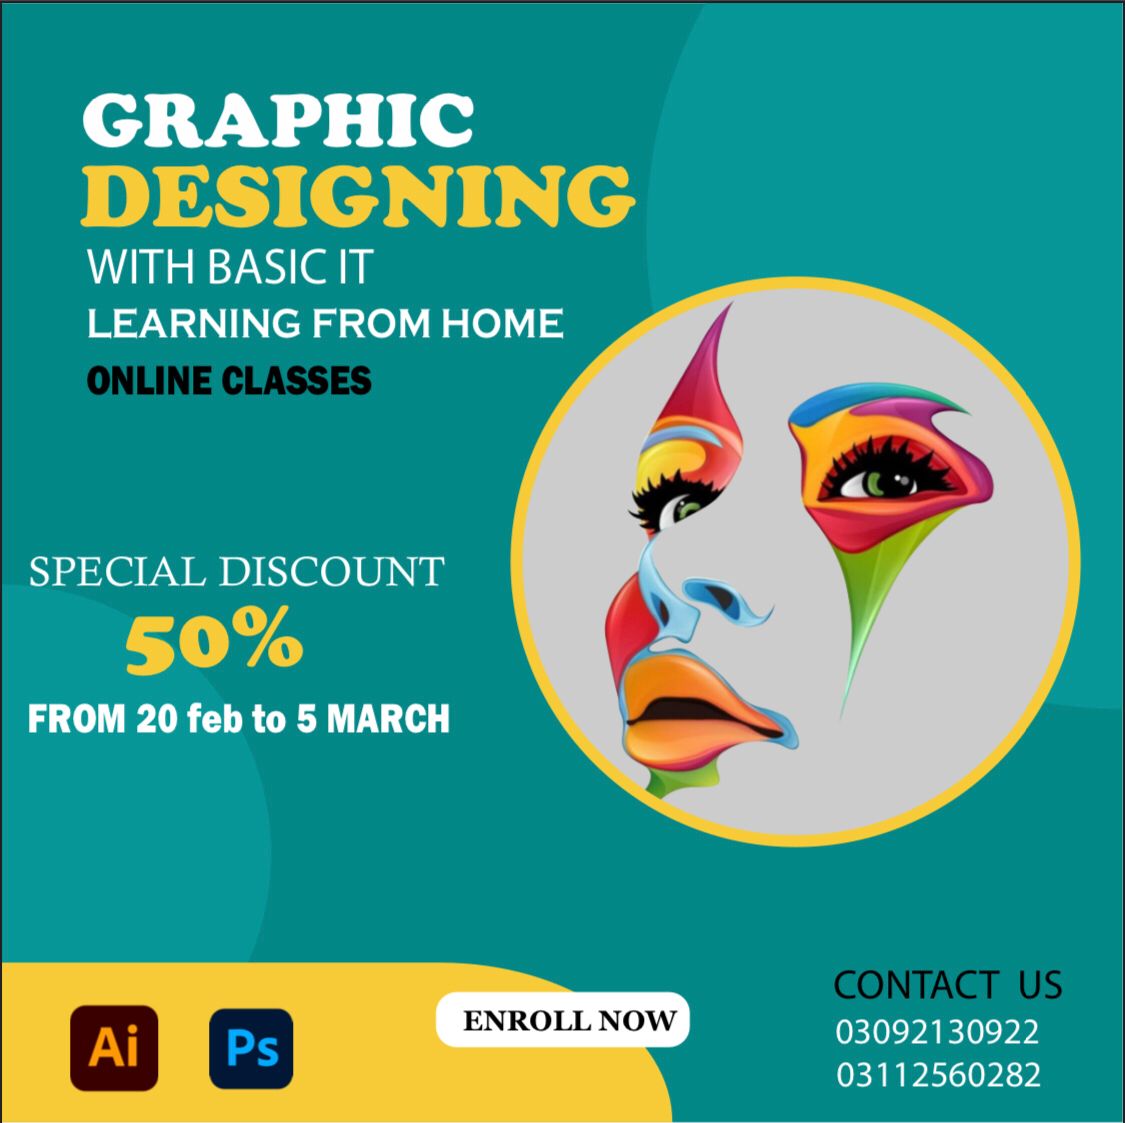 GRAPHIC
DESIGNING
WITH BASIC IT
LEARNING FROM HOME
ONLINE CLASSES
SPECIAL DISCOUNT
50%
FROM 20 feb to 5 MARCH
Ai
Ps
ENROLL NOW
CONTACT US
03092130922
03112560282